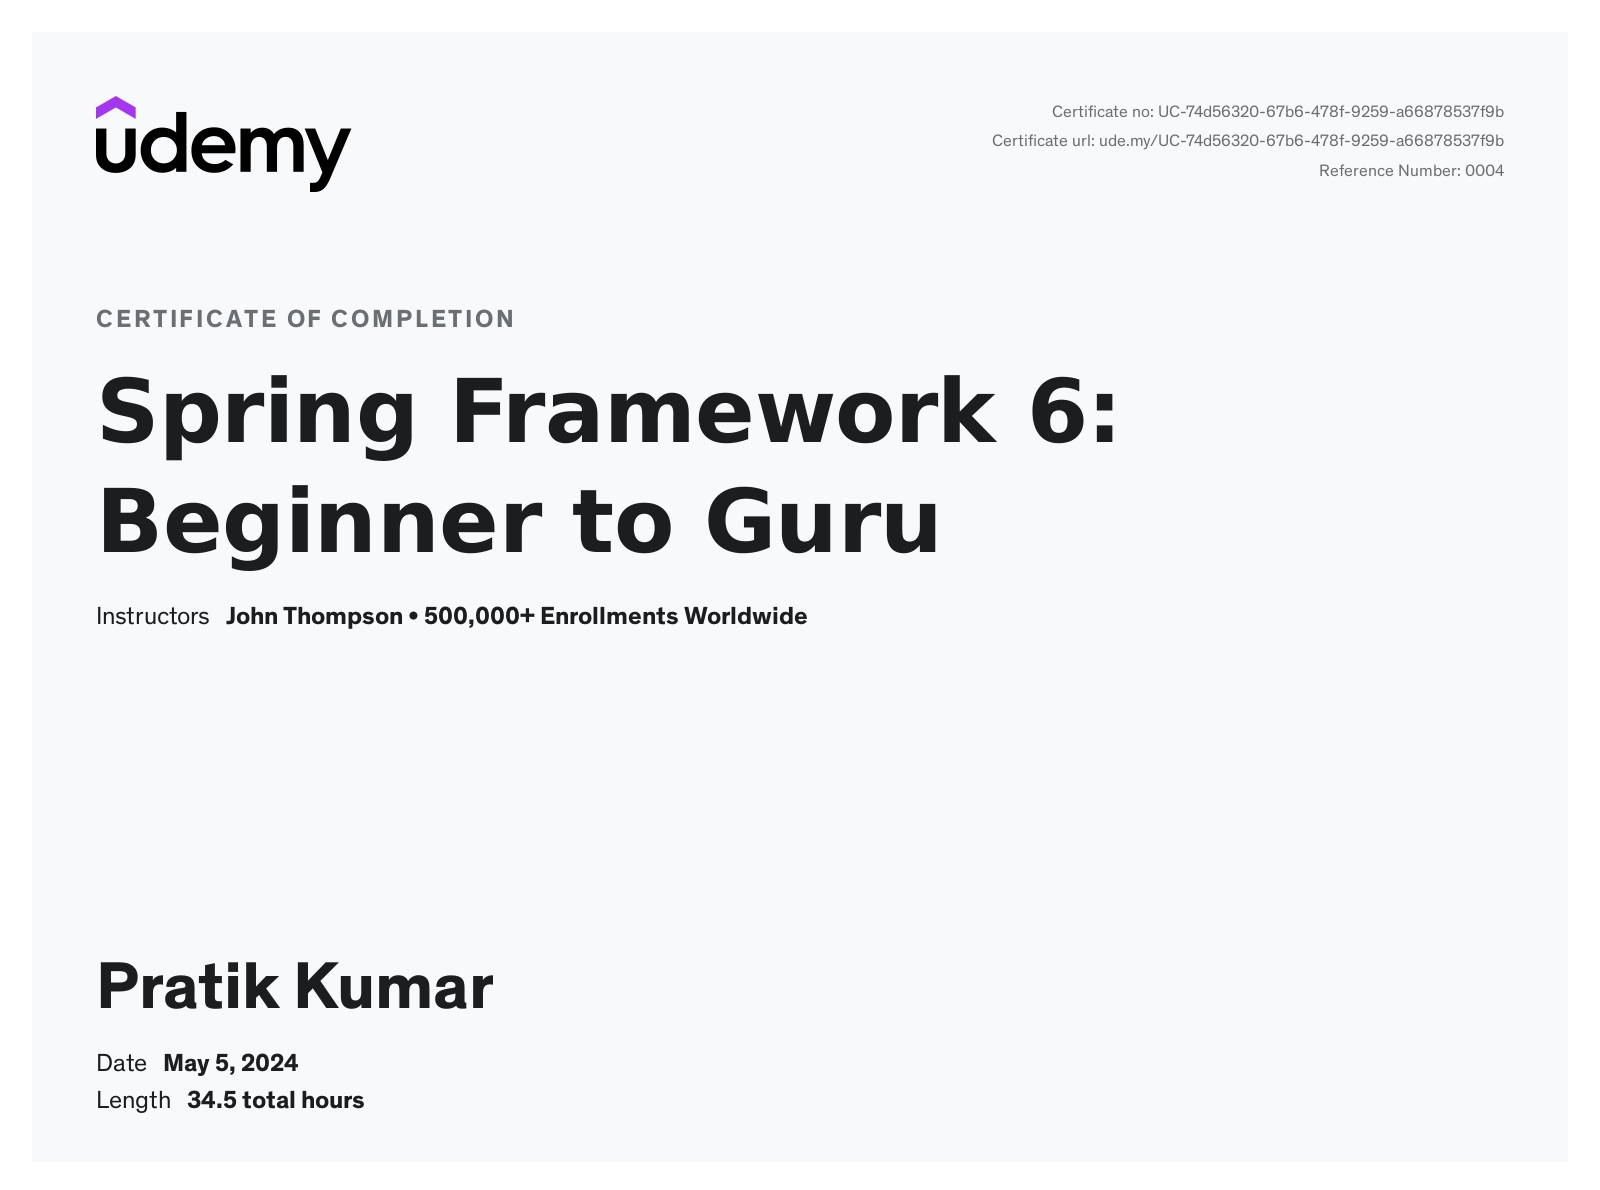 udemy
Certificate no: UC-74d56320-67b6-478f-9259-a66878537f9b
Certificate url: ude.my/UC-74d56320-67b6-478f-9259-a66878537f9b
Reference Number: 0004
CERTIFICATE OF COMPLETION
Spring Framework 6:
Beginner to Guru
Instructors John Thompson • 500,000+ Enrollments Worldwide
Pratik Kumar
Date May 5, 2024
Length 34.5 total hours